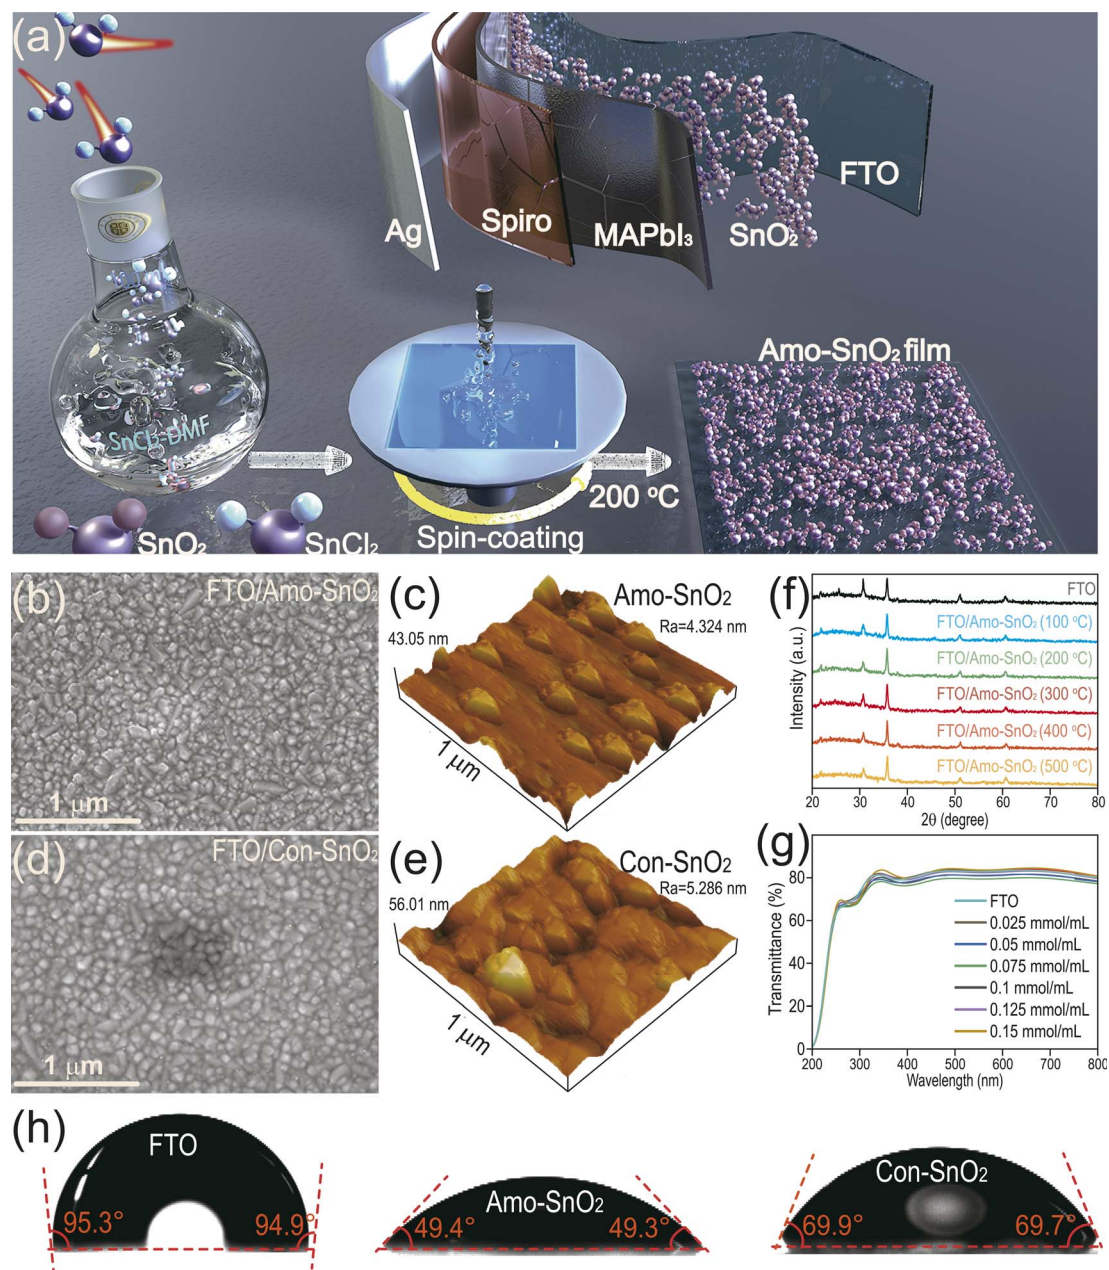 (a)
Ag
Spiro
MAPbI₃
SnO₂
FTO
SnCl₂-DMF
Amo-SnO₂ film
200 °C
Spin-coating
SnO₂
SnCl₂
(b)
FTO/Amo-SnO₂
1 μm
(c)
Amo-SnO₂
Ra=4.324 nm
43.05 nm
1 μm
(d)
FTO/Con-SnO₂
1 μm
(e)
Con-SnO₂
Ra=5.286 nm
56.01 nm
1 μm
(f)
Intensity (a.u.)
FTO
FTO/Amo-SnO₂ (100 °C)
FTO/Amo-SnO₂ (200 °C)
FTO/Amo-SnO₂ (300 °C)
FTO/Amo-SnO₂ (400 °C)
FTO/Amo-SnO₂ (500 °C)
20 30 40 50 60 70 80
2θ (degree)
(g)
Transmittance (%)
80
60
40
20
0
FTO
0.025 mmol/mL
0.05 mmol/mL
0.075 mmol/mL
0.1 mmol/mL
0.125 mmol/mL
0.15 mmol/mL
200 300 400 500 600 700 800
Wavelength (nm)
(h)
FTO
95.3° 94.9°
Amo-SnO₂
49.4° 49.3°
Con-SnO₂
69.9° 69.7°